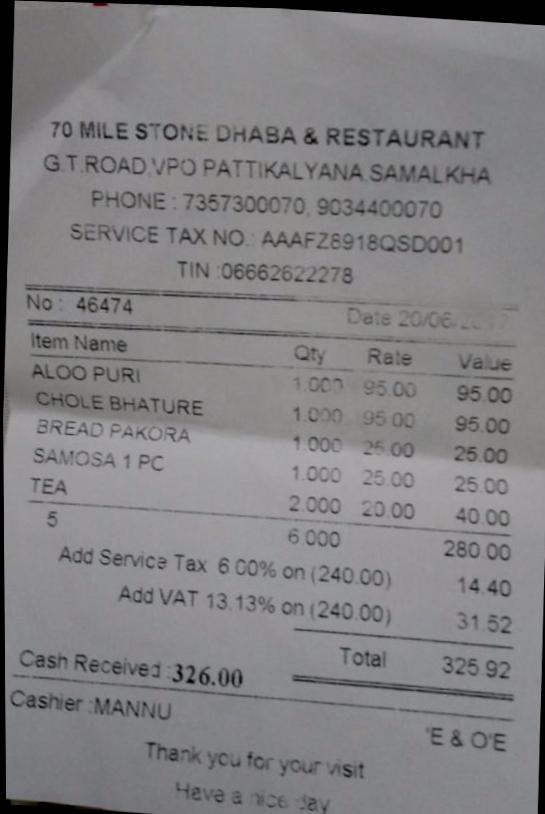 70 MILE STONE DHABA & RESTAURANT
G.T.ROAD,VPO PATTIKALYANA SAMALKHA
PHONE : 7357300070, 9034400070
SERVICE TAX NO.: AAAFZ8918QSD001
TIN :06662622278
No : 46474 Date 20/06/2017
Item Name Qty Rate Value
ALOO PURI 1.000 95.00 95.00
CHOLE BHATURE 1.000 95.00 95.00
BREAD PAKORA 1.000 25.00 25.00
SAMOSA 1 PC 1.000 25.00 25.00
TEA 2.000 20.00 40.00
5 6.000 280.00
Add Service Tax 6.00% on (240.00) 14.40
Add VAT 13.13% on (240.00) 31.52
Total 325.92
Cash Received :326.00
Cashier :MANNU
'E & O'E
Thank you for your visit
Have a nice day